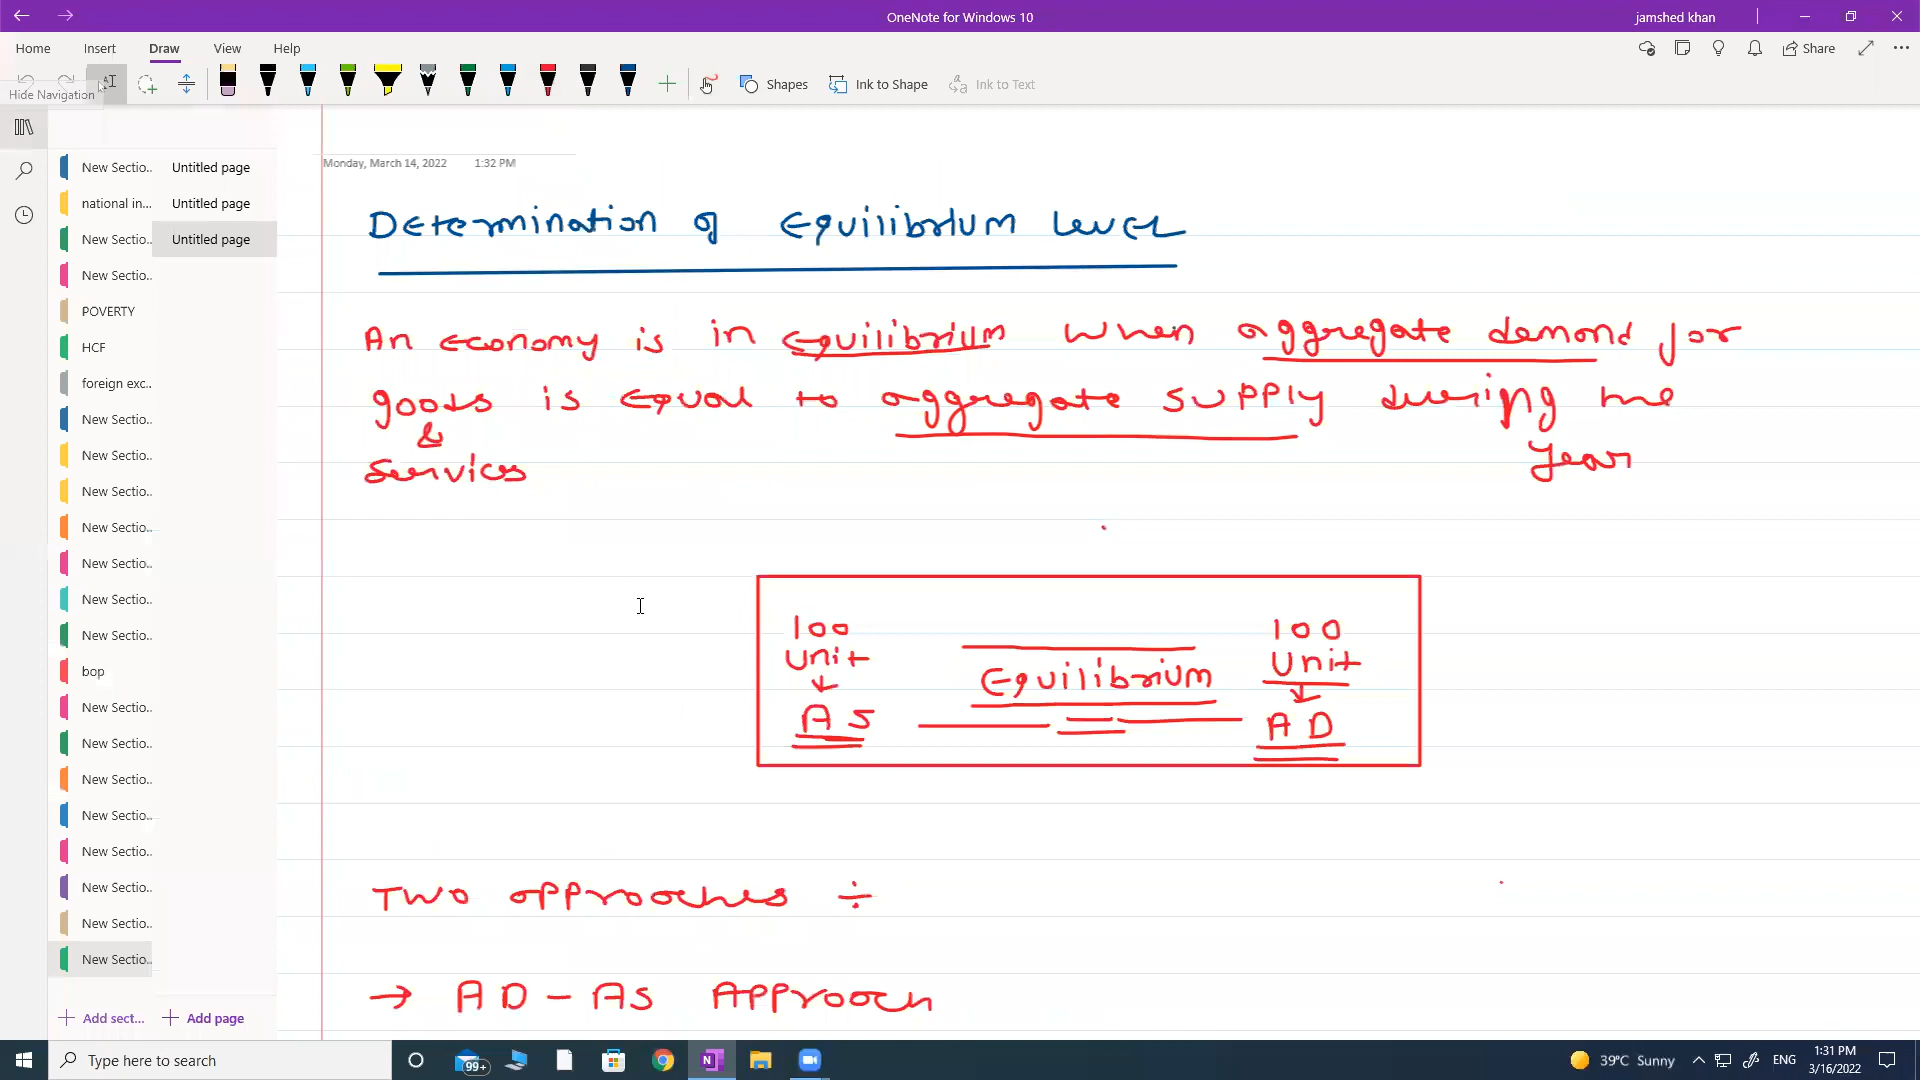 OneNote for Windows 10
jamshed khan
Home Insert Draw View Help
Share
Shapes Ink to Shape Ink to Text
Hide Navigation
New Sectio..
national in...
New Sectio..
New Sectio..
POVERTY
HCF
foreign exc..
New Sectio..
New Sectio..
New Sectio..
New Sectio..
New Sectio..
New Sectio..
New Sectio..
bop
New Sectio..
New Sectio..
New Sectio..
New Sectio..
New Sectio..
New Sectio..
New Sectio..
New Sectio..
Add sect...
Untitled page
Untitled page
Untitled page
Add page
Monday, March 14, 2022 1:32 PM
Determination of Equilibrium Level
An economy is in equilibrium when aggregate demand for
goods is equal to aggregate supply during the
&
services
year
100 100
Unit Unit
Equilibrium
AS = AD
Two approaches ÷
→ AD - AS Approach
Type here to search
99+
39°C Sunny
ENG
1:31 PM
3/16/2022